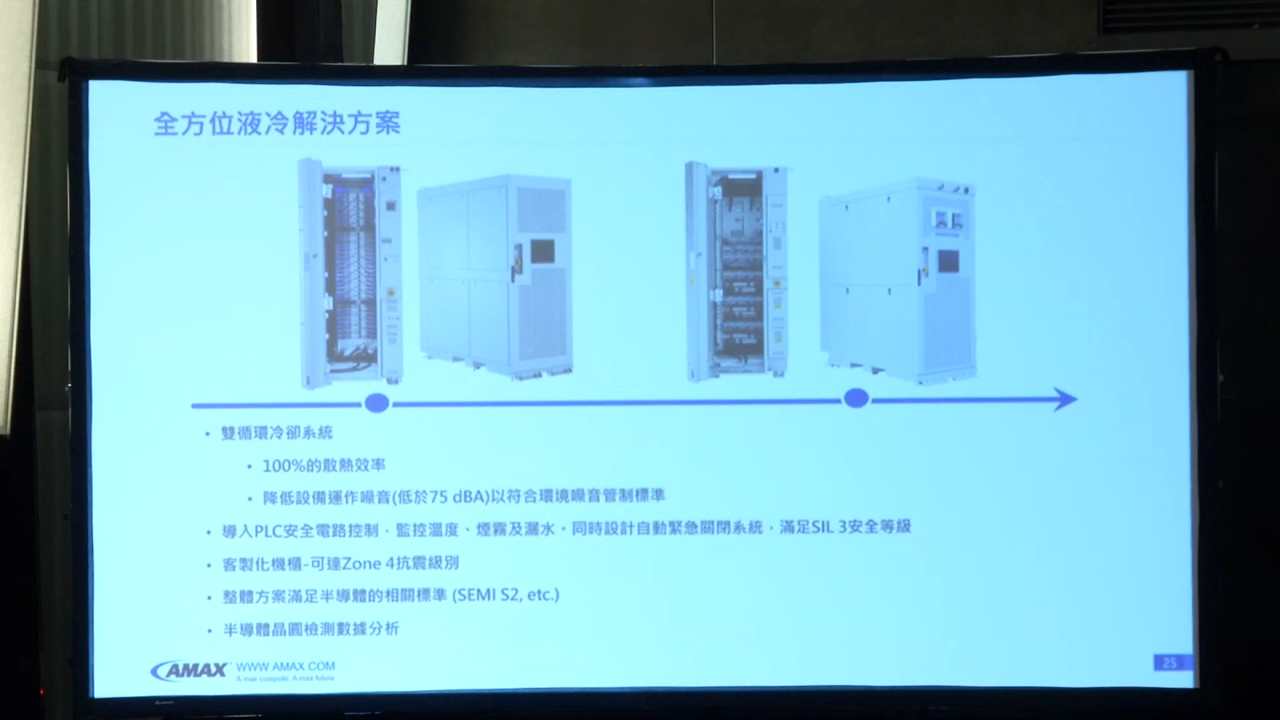 全方位液冷解決方案
• 雙循環冷卻系統
• 100%的散熱效率
• 降低設備運作噪音(低於75 dBA)以符合環境噪音管制標準
• 導入PLC安全電路控制，監控溫度、煙霧及漏水。同時設計自動緊急關閉系統，滿足SIL 3安全等級
• 客製化機櫃-可達Zone 4抗震級別
• 整體方案滿足半導體的相關標準 (SEMI S2, etc.)
• 半導體晶圓檢測數據分析
AMAX WWW.AMAX.COM
A max compute. A max future.
25